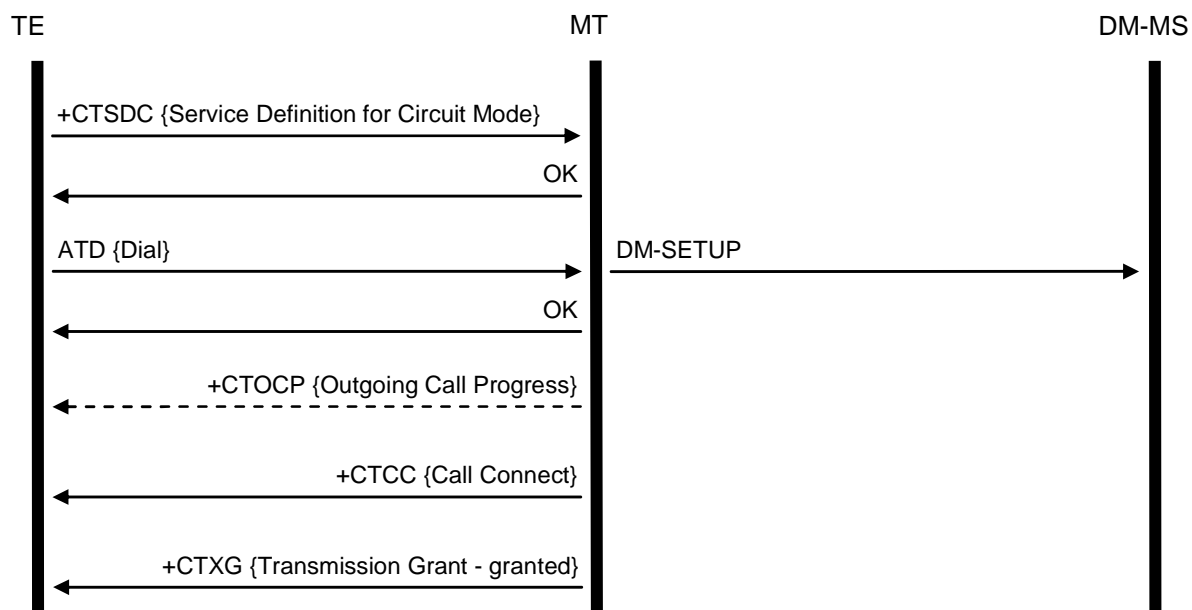 TE
MT
DM-MS
+CTSDC {Service Definition for Circuit Mode}
OK
ATD {Dial}
DM-SETUP
OK
+CTOCP {Outgoing Call Progress}
+CTCC {Call Connect}
+CTXG {Transmission Grant - granted}